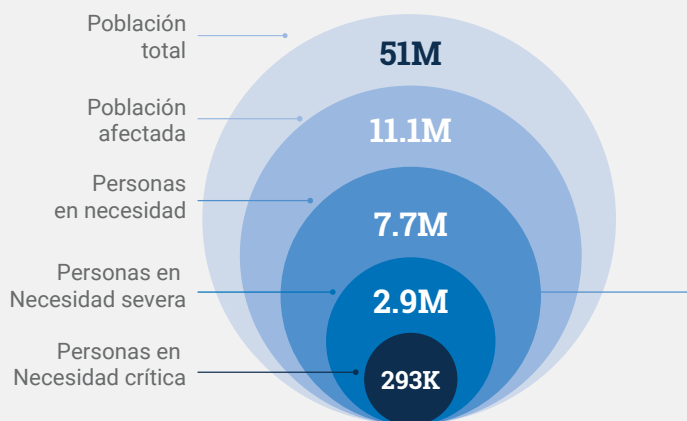 Población
total
51M
Población
afectada
11.1M
Personas
en necesidad
7.7M
Personas en
Necesidad severa
2.9M
Personas en
Necesidad crítica
293K